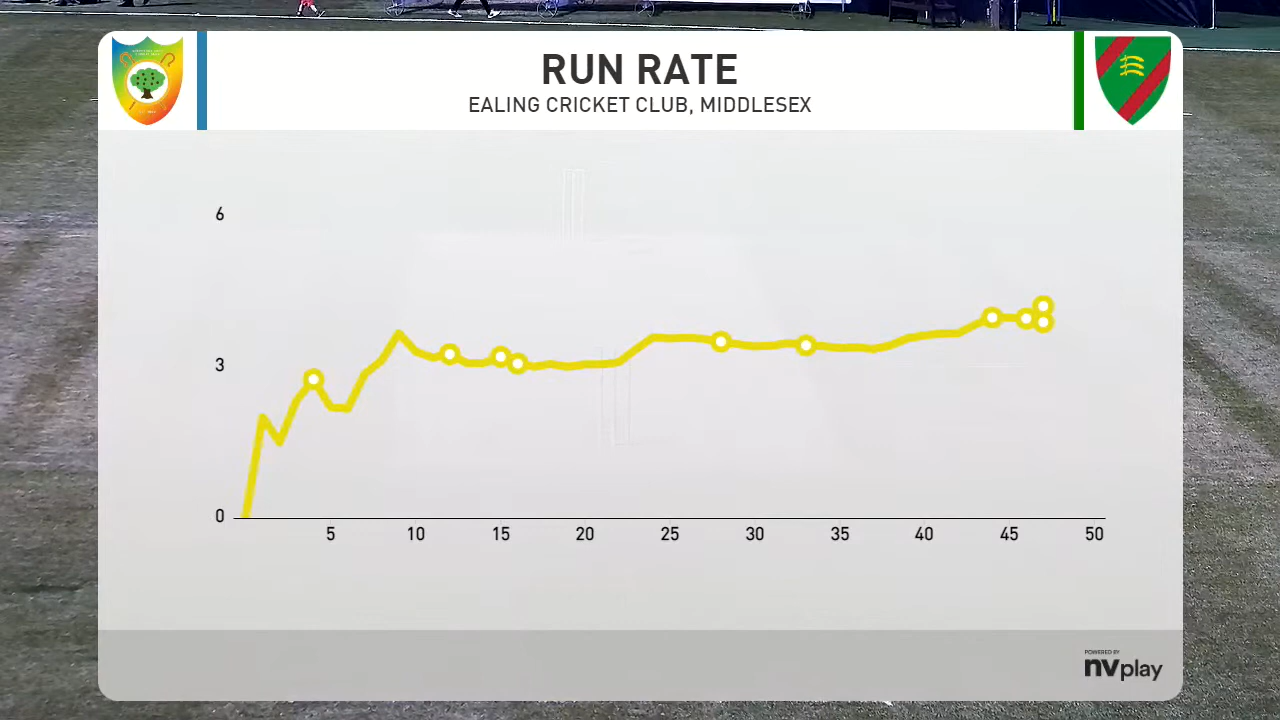 RUN RATE
EALING CRICKET CLUB, MIDDLESEX
6
3
0
5 10 15 20 25 30 35 40 45 50
POWERED BY
nvplay